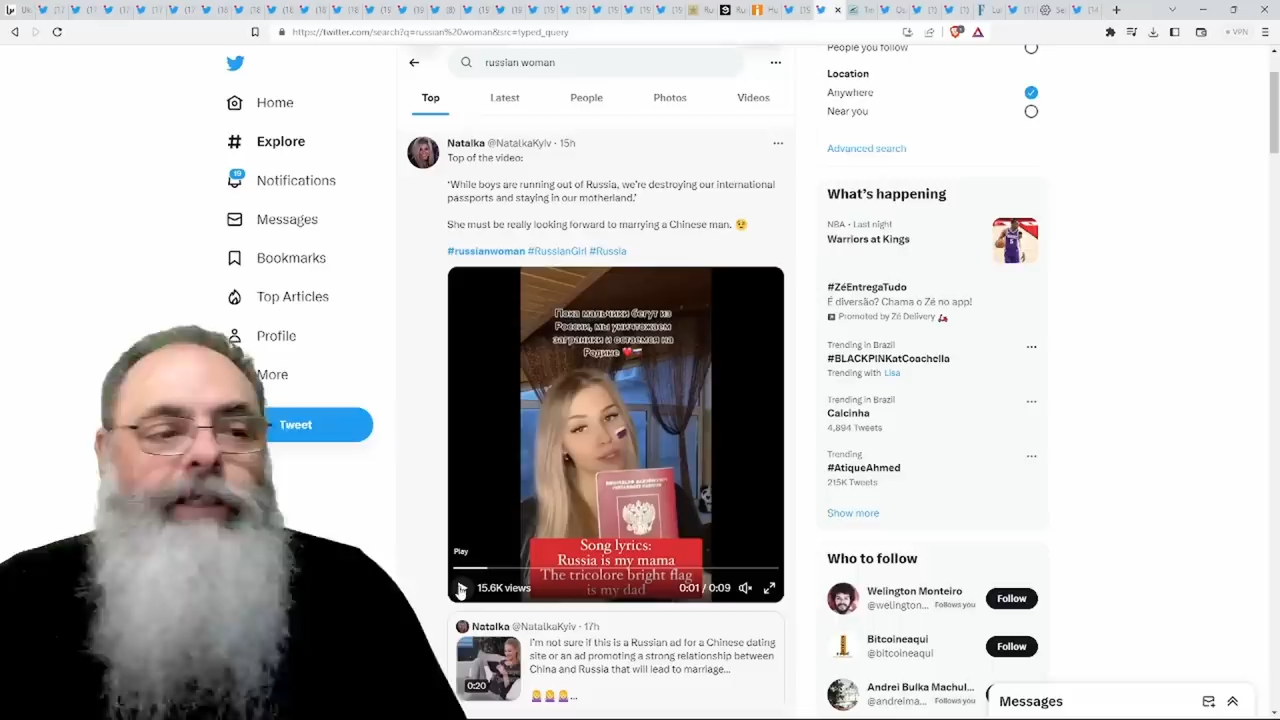 https://twitter.com/search?q=russian%20woman&src=typed_query
VPN
Home
Explore
19
Notifications
Messages
Bookmarks
Top Articles
Profile
More
Tweet
russian woman
Top
Latest
People
Photos
Videos
Natalka @NatalkaKyiv · 15h
Top of the video:
'While boys are running out of Russia, we're destroying our international
passports and staying in our motherland.'
She must be really looking forward to marrying a Chinese man. 😉
#russianwoman #RussianGirl #Russia
Пока мальчики бегут из
России, мы уничтожаем
заграники и остаемся на
Родине
Song lyrics:
Russia is my mama
The tricolore bright flag
is my dad
Play
15.6K views
0:01 / 0:09
Natalka @NatalkaKyiv · 17h
I'm not sure if this is a Russian ad for a Chinese dating
site or an ad promoting a strong relationship between
China and Russia that will lead to marriage...
0:20
People you follow
Location
Anywhere
Near you
Advanced search
What's happening
NBA · Last night
Warriors at Kings
#ZéEntregaTudo
É diversão? Chama o Zé no app!
Promoted by Zé Delivery
Trending in Brazil
#BLACKPINKatCoachella
Trending with Lisa
Trending in Brazil
Calcinha
4,894 Tweets
Trending
#AtiqueAhmed
215K Tweets
Show more
Who to follow
Welington Monteiro
@welington... Follows you
Follow
Bitcoineaqui
@bitcoineaqui
Follow
Andrei Bulka Machul...
@andreima... Follows you
Messages